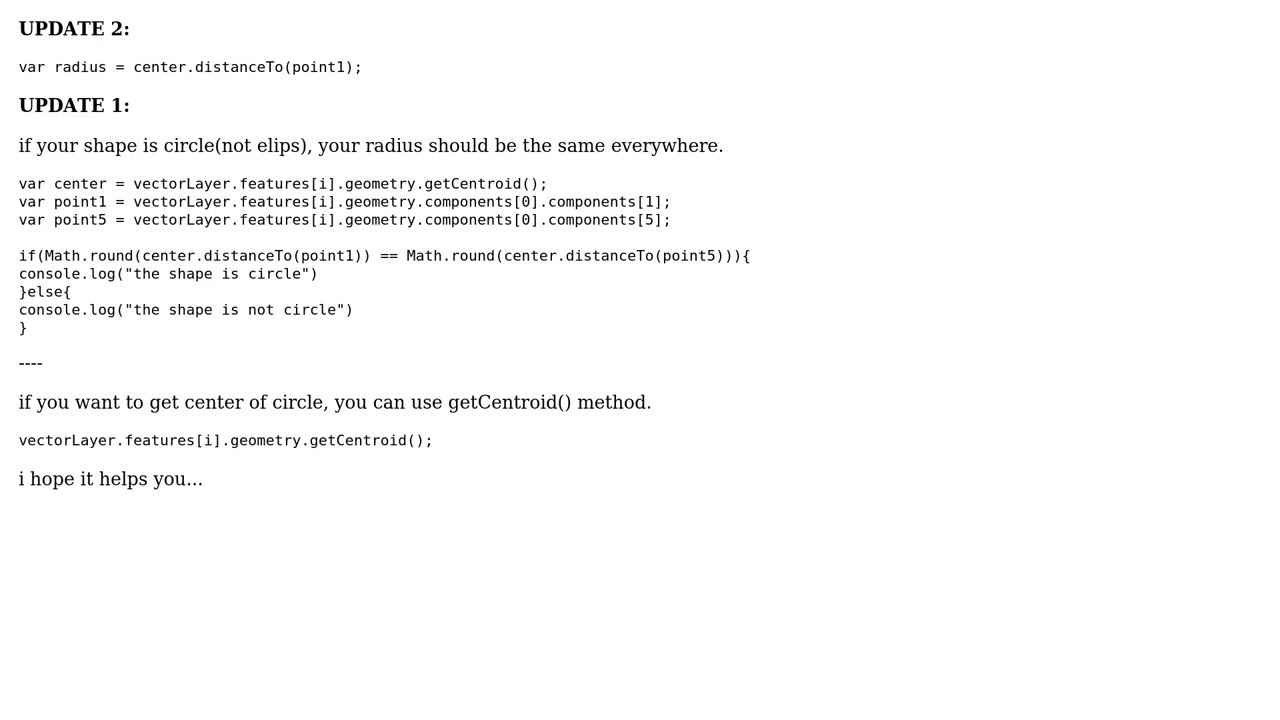 UPDATE 2:
var radius = center.distanceTo(point1);
UPDATE 1:
if your shape is circle(not elips), your radius should be the same everywhere.
var center = vectorLayer.features[i].geometry.getCentroid();
var point1 = vectorLayer.features[i].geometry.components[0].components[1];
var point5 = vectorLayer.features[i].geometry.components[0].components[5];
if(Math.round(center.distanceTo(point1)) == Math.round(center.distanceTo(point5))){
console.log("the shape is circle")
}else{
console.log("the shape is not circle")
}
----
if you want to get center of circle, you can use getCentroid() method.
vectorLayer.features[i].geometry.getCentroid();
i hope it helps you...